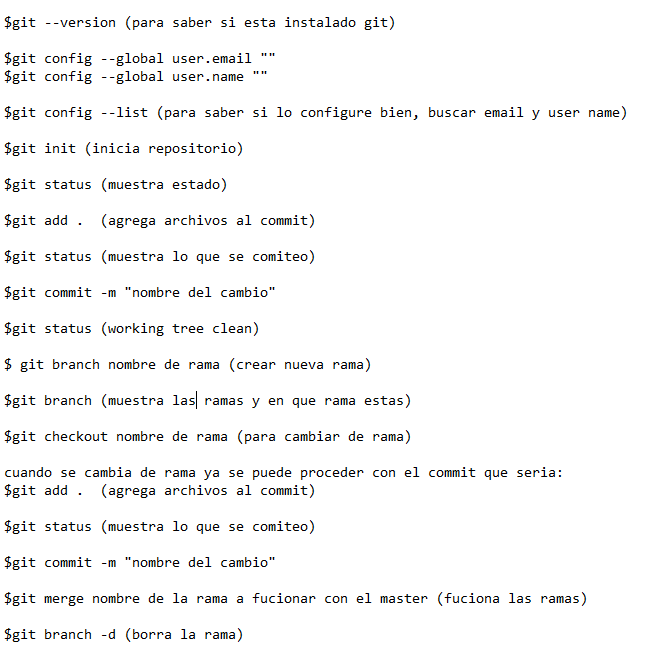 $git --version (para saber si esta instalado git)
$git config --global user.email ""
$git config --global user.name ""
$git config --list (para saber si lo configure bien, buscar email y user name)
$git init (inicia repositorio)
$git status (muestra estado)
$git add .  (agrega archivos al commit)
$git status (muestra lo que se comiteo)
$git commit -m "nombre del cambio"
$git status (working tree clean)
$ git branch nombre de rama (crear nueva rama)
$git branch (muestra las ramas y en que rama estas)
$git checkout nombre de rama (para cambiar de rama)
cuando se cambia de rama ya se puede proceder con el commit que seria:
$git add .  (agrega archivos al commit)
$git status (muestra lo que se comiteo)
$git commit -m "nombre del cambio"
$git merge nombre de la rama a fucionar con el master (fuciona las ramas)
$git branch -d (borra la rama)